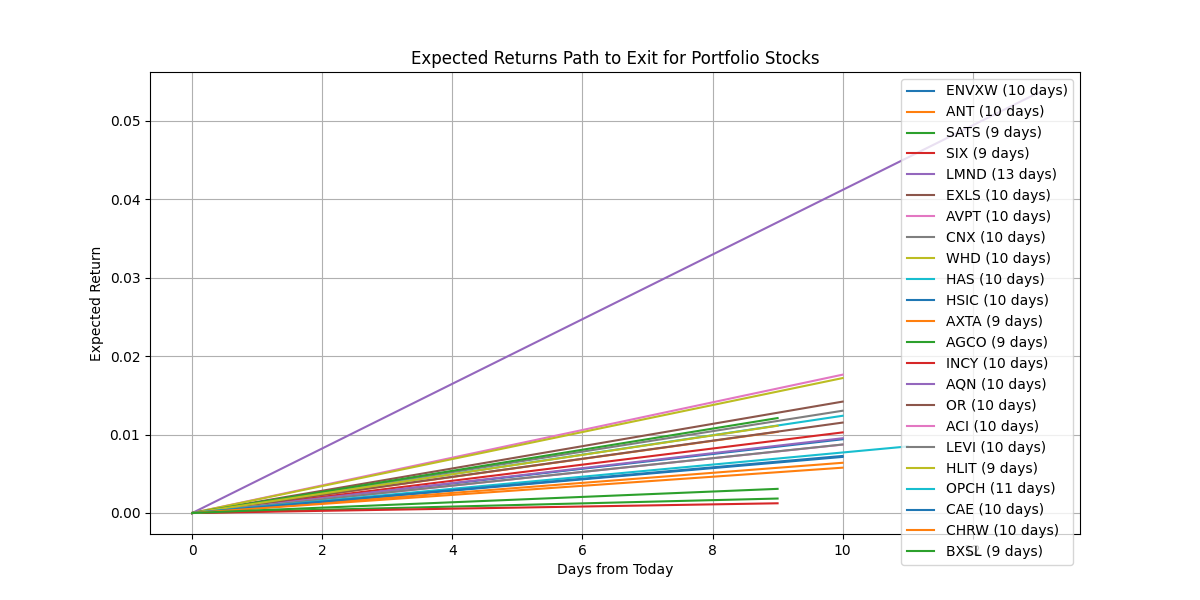 Expected Returns Path to Exit for Portfolio Stocks
Expected Return
0.05
0.04
0.03
0.02
0.01
0.00
ENVXW (10 days)
ANT (10 days)
SATS (9 days)
SIX (9 days)
LMND (13 days)
EXLS (10 days)
AVPT (10 days)
CNX (10 days)
WHD (10 days)
HAS (10 days)
HSIC (10 days)
AXTA (9 days)
AGCO (9 days)
INCY (10 days)
AQN (10 days)
OR (10 days)
ACI (10 days)
LEVI (10 days)
HLIT (9 days)
OPCH (11 days)
CAE (10 days)
CHRW (10 days)
BXSL (9 days)
0 2 4 6 8 10 12
Days from Today